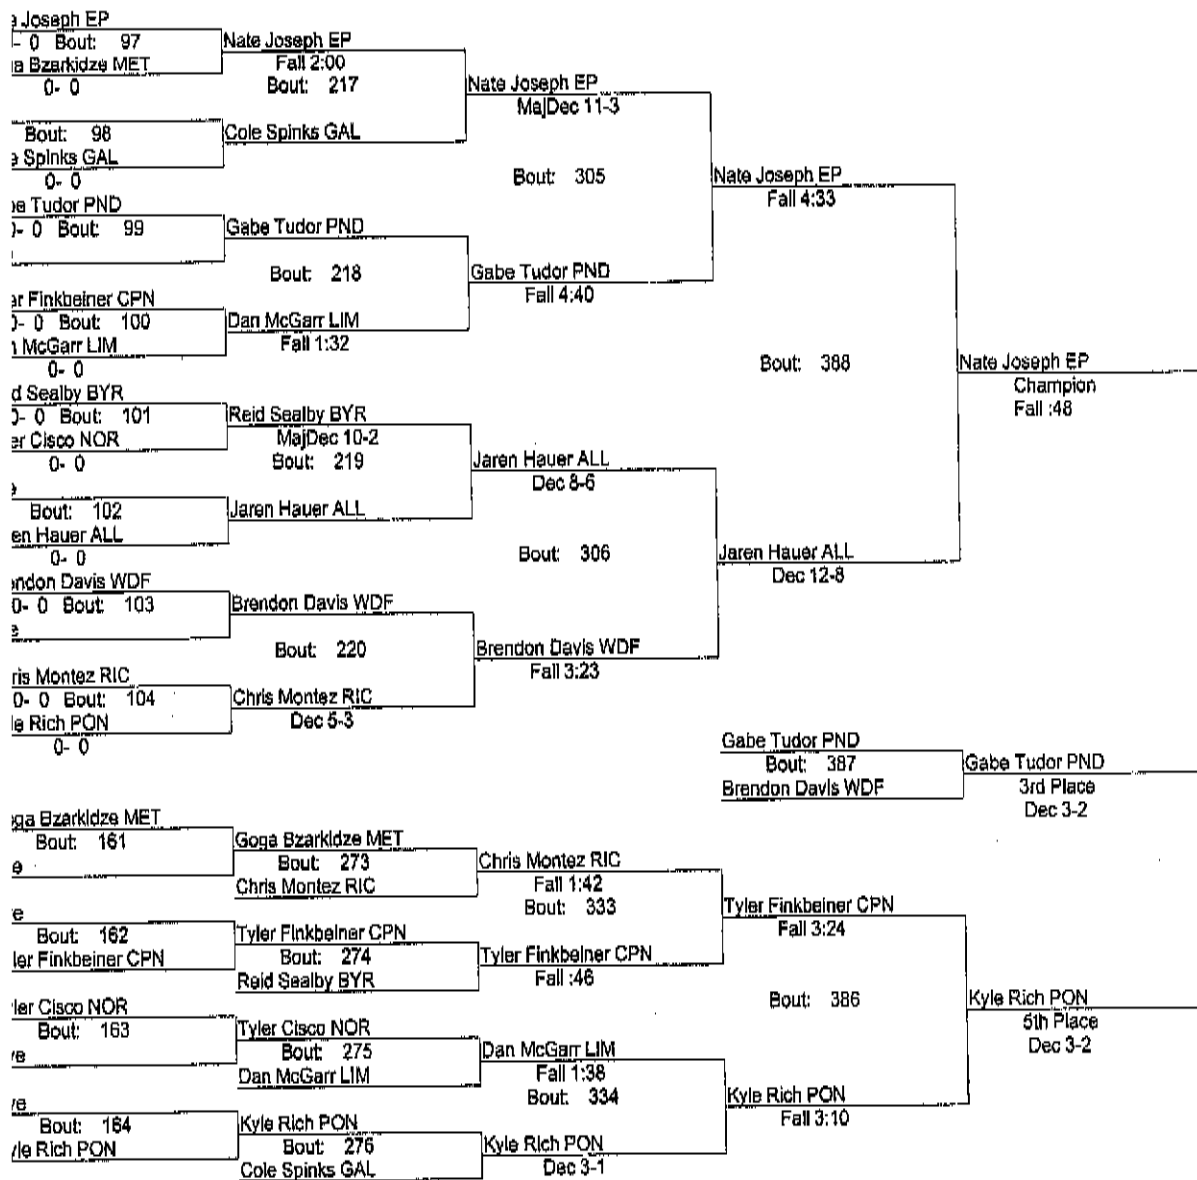 Joseph EP
- 0 Bout: 97
Bzarkidze MET
0- 0
Nate Joseph EP
Fall 2:00
Bout: 217
Nate Joseph EP
MajDec 11-3
Bout: 98
Spinks GAL
0- 0
Cole Spinks GAL
Bout: 305
Nate Joseph EP
Fall 4:33
Tudor PND
0- 0 Bout: 99
Gabe Tudor PND
Bout: 218
Gabe Tudor PND
Fall 4:40
Finkbeiner CPN
0- 0 Bout: 100
McGarr LIM
0- 0
Dan McGarr LIM
Fall 1:32
Bout: 388
Nate Joseph EP
Champion
Fall :48
Sealby BYR
0- 0 Bout: 101
Cisco NOR
0- 0
Reid Sealby BYR
MajDec 10-2
Bout: 219
Jaren Hauer ALL
Dec 8-6
Bout: 102
Hauer ALL
0- 0
Jaren Hauer ALL
Bout: 306
Jaren Hauer ALL
Dec 12-8
Davis WDF
0- 0 Bout: 103
Brendon Davis WDF
Bout: 220
Brendon Davis WDF
Fall 3:23
Montez RIC
0- 0 Bout: 104
Rich PON
0- 0
Chris Montez RIC
Dec 5-3
Gabe Tudor PND
Bout: 387
Brendon Davis WDF
Gabe Tudor PND
3rd Place
Dec 3-2
Bzarkidze MET
Bout: 161
Goga Bzarkidze MET
Bout: 273
Chris Montez RIC
Chris Montez RIC
Fall 1:42
Bout: 333
Tyler Finkbeiner CPN
Fall 3:24
Bout: 162
Finkbeiner CPN
Tyler Finkbeiner CPN
Bout: 274
Reid Sealby BYR
Tyler Finkbeiner CPN
Fall :46
Bout: 386
Kyle Rich PON
5th Place
Dec 3-2
Cisco NOR
Bout: 163
Tyler Cisco NOR
Bout: 275
Dan McGarr LIM
Dan McGarr LIM
Fall 1:38
Bout: 334
Kyle Rich PON
Fall 3:10
Bout: 164
Rich PON
Kyle Rich PON
Bout: 276
Cole Spinks GAL
Kyle Rich PON
Dec 3-1